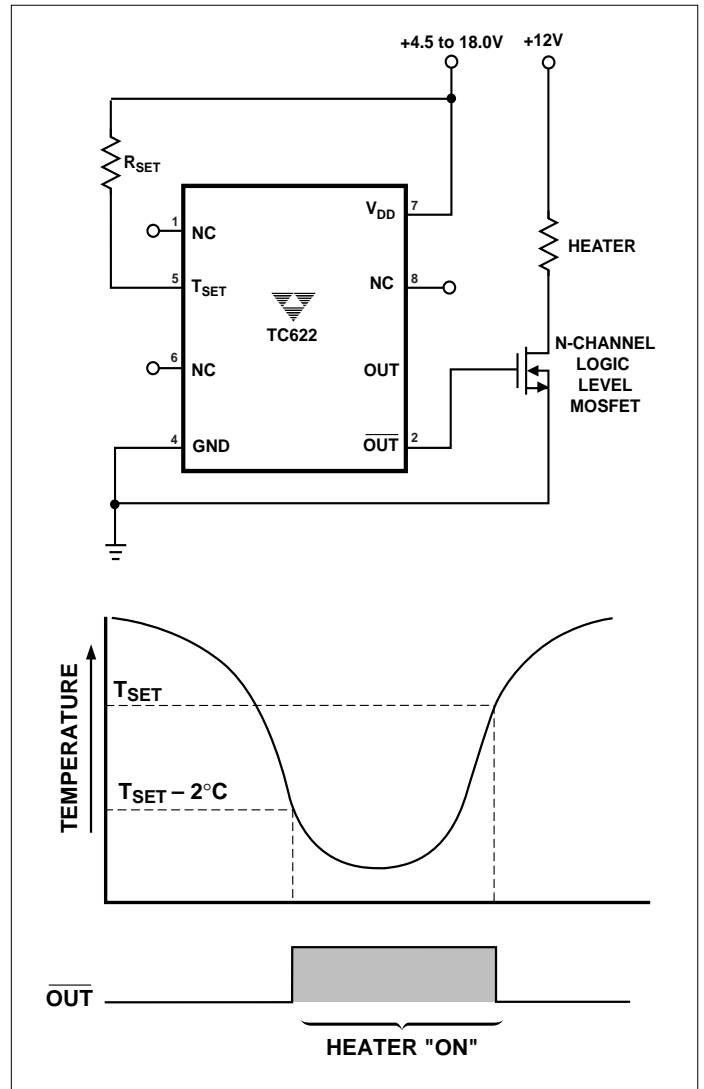 +4.5 to 18.0V
+12V
RSET
1
NC
VDD
7
5
TSET
NC
8
HEATER
TC622
6
NC
OUT
N-CHANNEL
LOGIC
LEVEL
MOSFET
4
GND
OUT
2
TEMPERATURE
TSET
TSET – 2°C
OUT
HEATER "ON"